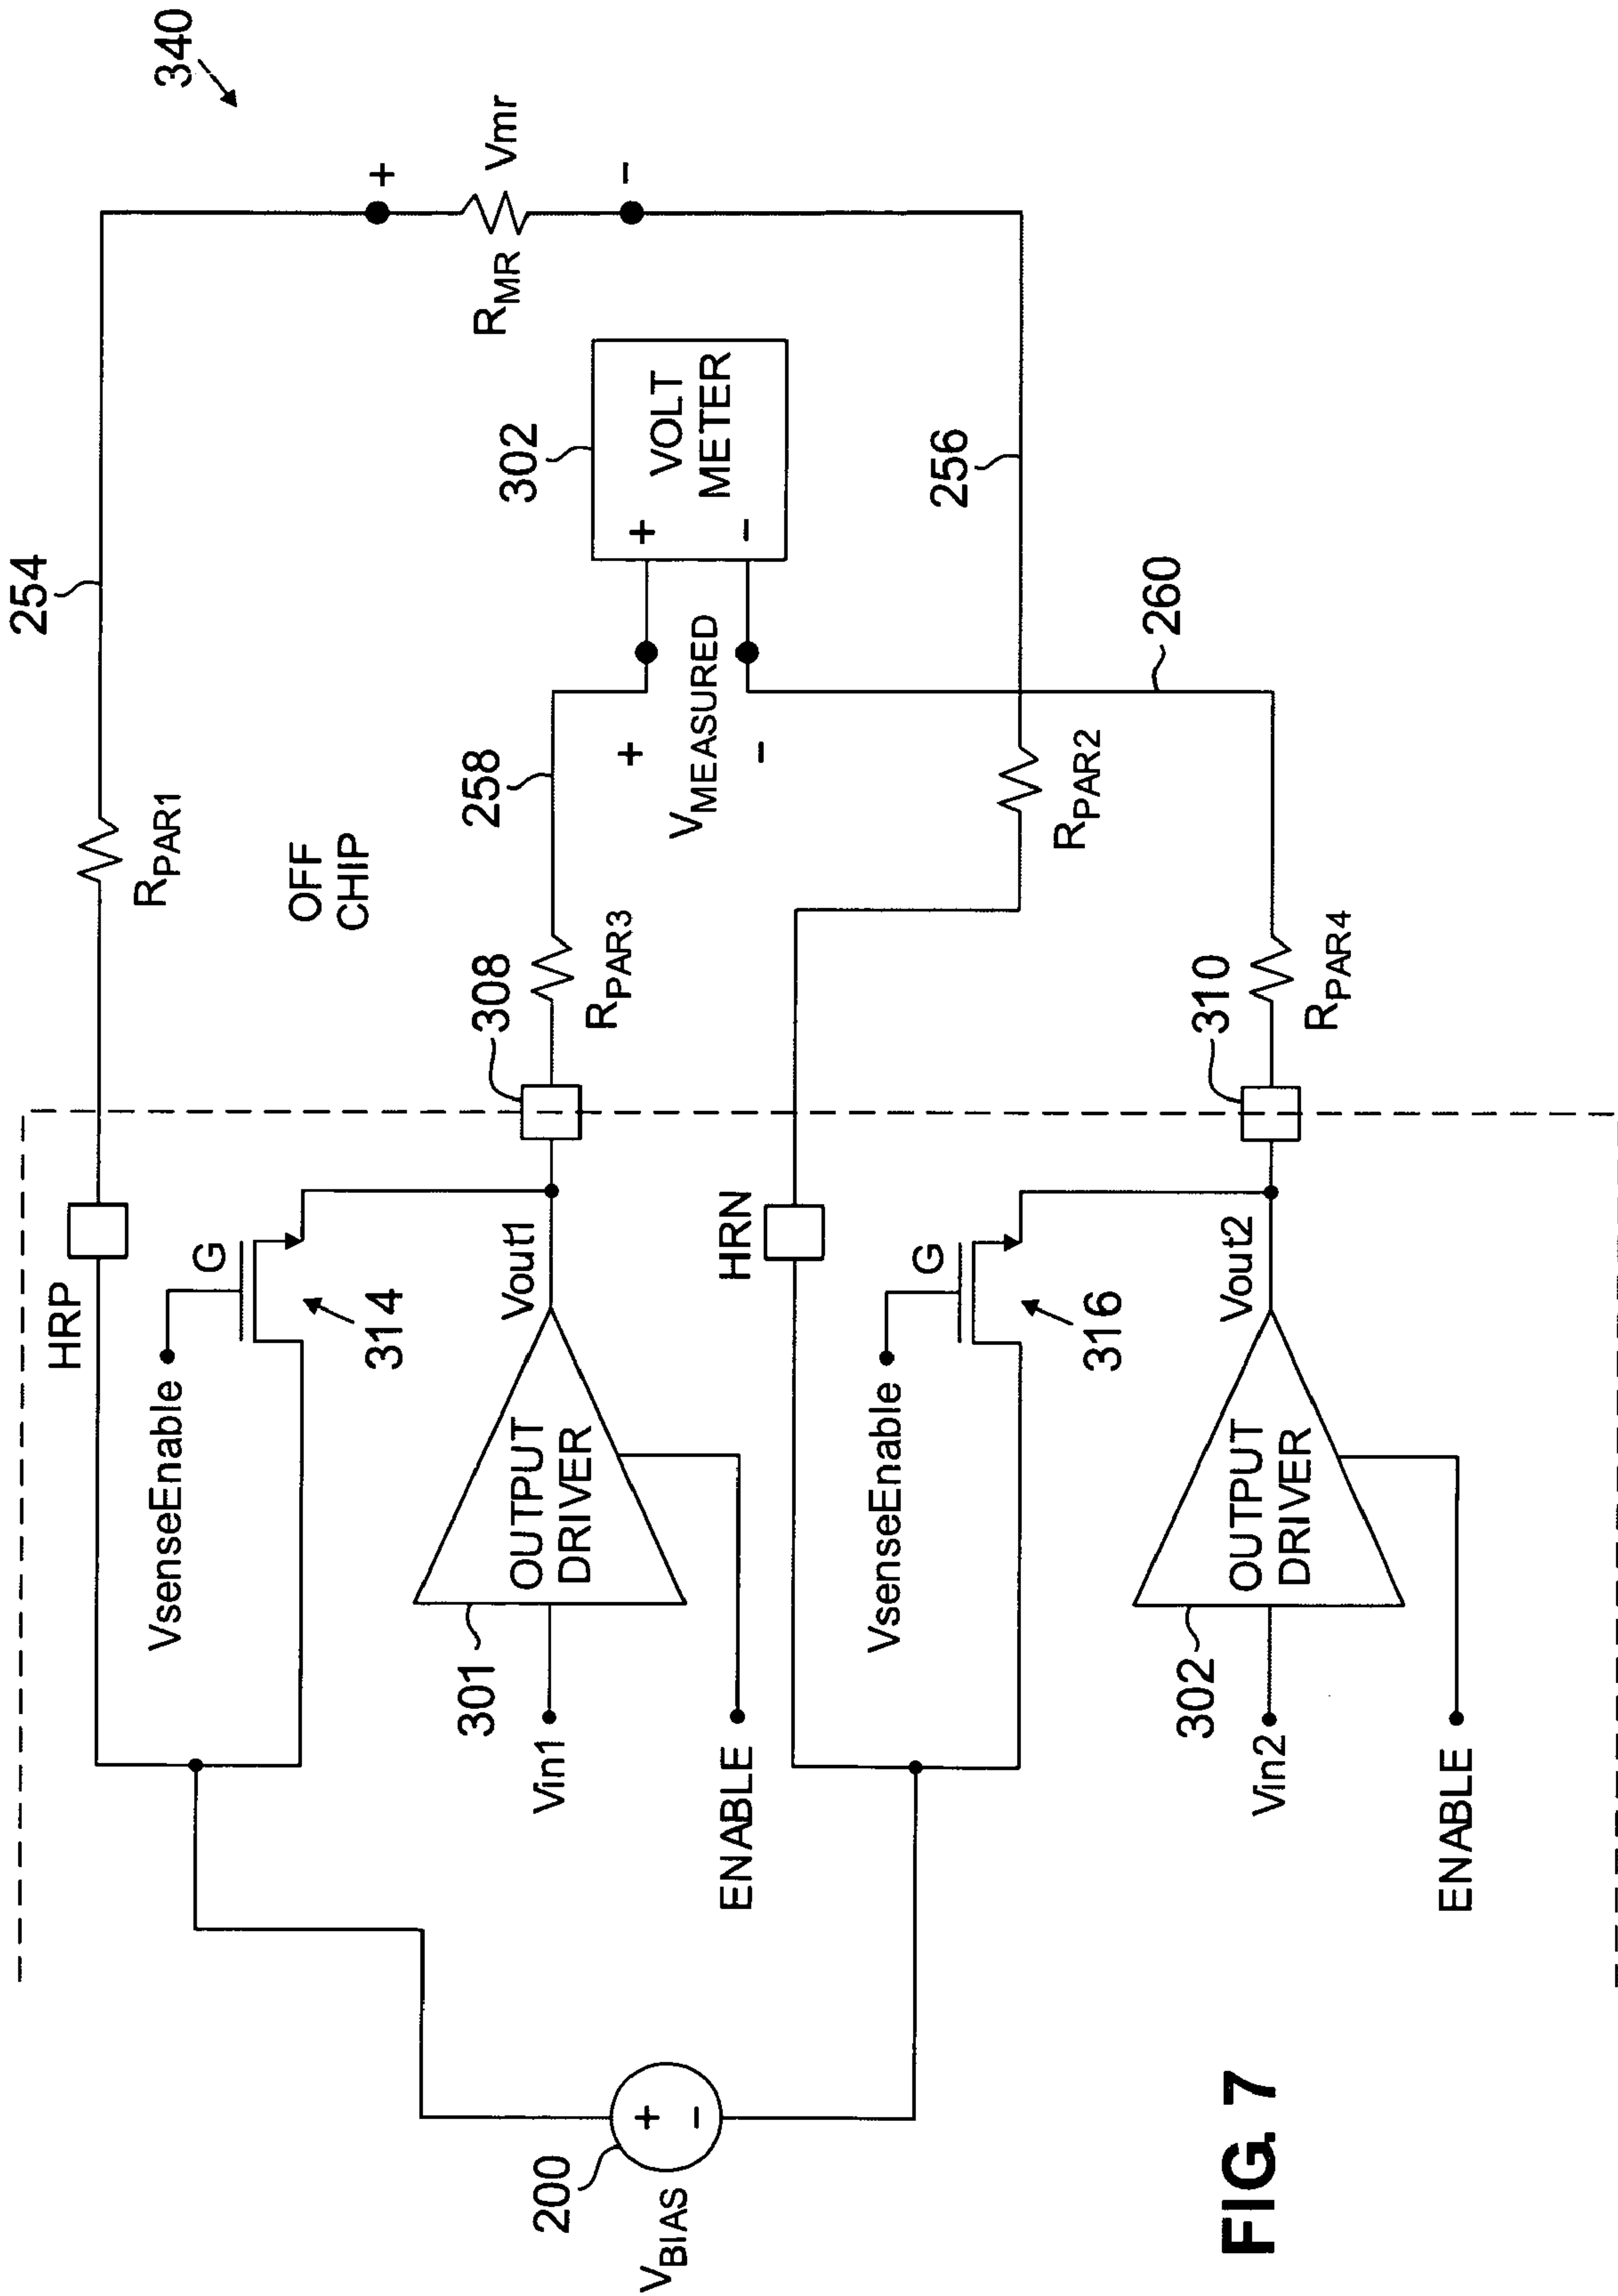 340
254
RPAR1
OFF
CHIP
+
Vmr
-
RMR
302
VOLT
METER
+
-
258
+
VMEASURED
-
256
260
308
RPAR3
RPAR2
310
RPAR4
HRP
VsenseEnable
G
314
Vout1
OUTPUT
DRIVER
301
Vin1
ENABLE
HRN
VsenseEnable
G
316
Vout2
OUTPUT
DRIVER
302
Vin2
ENABLE
200
+
-
VBIAS
FIG. 7